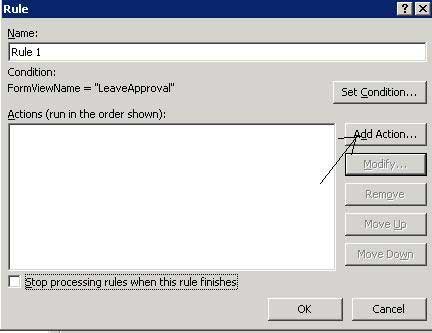 Rule
Name:
Rule 1
Condition:
FormViewName = "LeaveApproval"
Set Condition...
Actions (run in the order shown):
Add Action...
Modify...
Remove
Move Up
Move Down
Stop processing rules when this rule finishes
OK
Cancel